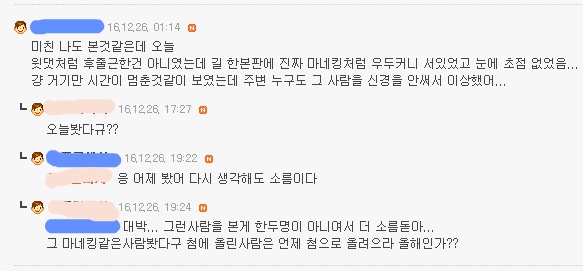 16,12,26, 01:14 N
미친 나도 본것같은데 오늘
윗댓처럼 후줄근한건 아니였는데 길 한본판에 진짜 마네킹처럼 우두커니 서있었고 눈에 초점 없었음...
걍 거기만 시간이 멈춘것같이 보였는데 주변 누구도 그 사람을 신경을 안써서 이상했어...
16,12,26, 17:27 N
오늘봣다규??
16,12,26, 19:22 N
응 어제 봤어 다시 생각해도 소름이다
16,12,26, 19:24 N
대박... 그런사람을 본게 한두명이 아니여서 더 소름돋아...
그 마네킹같은사람봣다구 첨에 올린사람은 언제 첨으로 올려으라 올해인가??